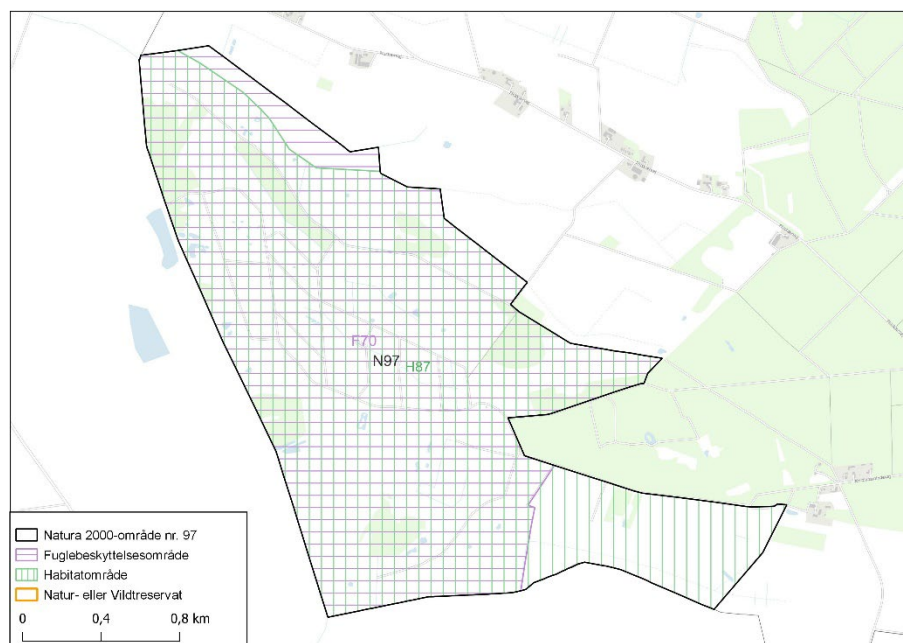 F70
N97
H87
Natura 2000-område nr. 97
Fuglebeskyttelsesområde
Habitatområde
Natur- eller Vildtreservat
0 0,4 0,8 km